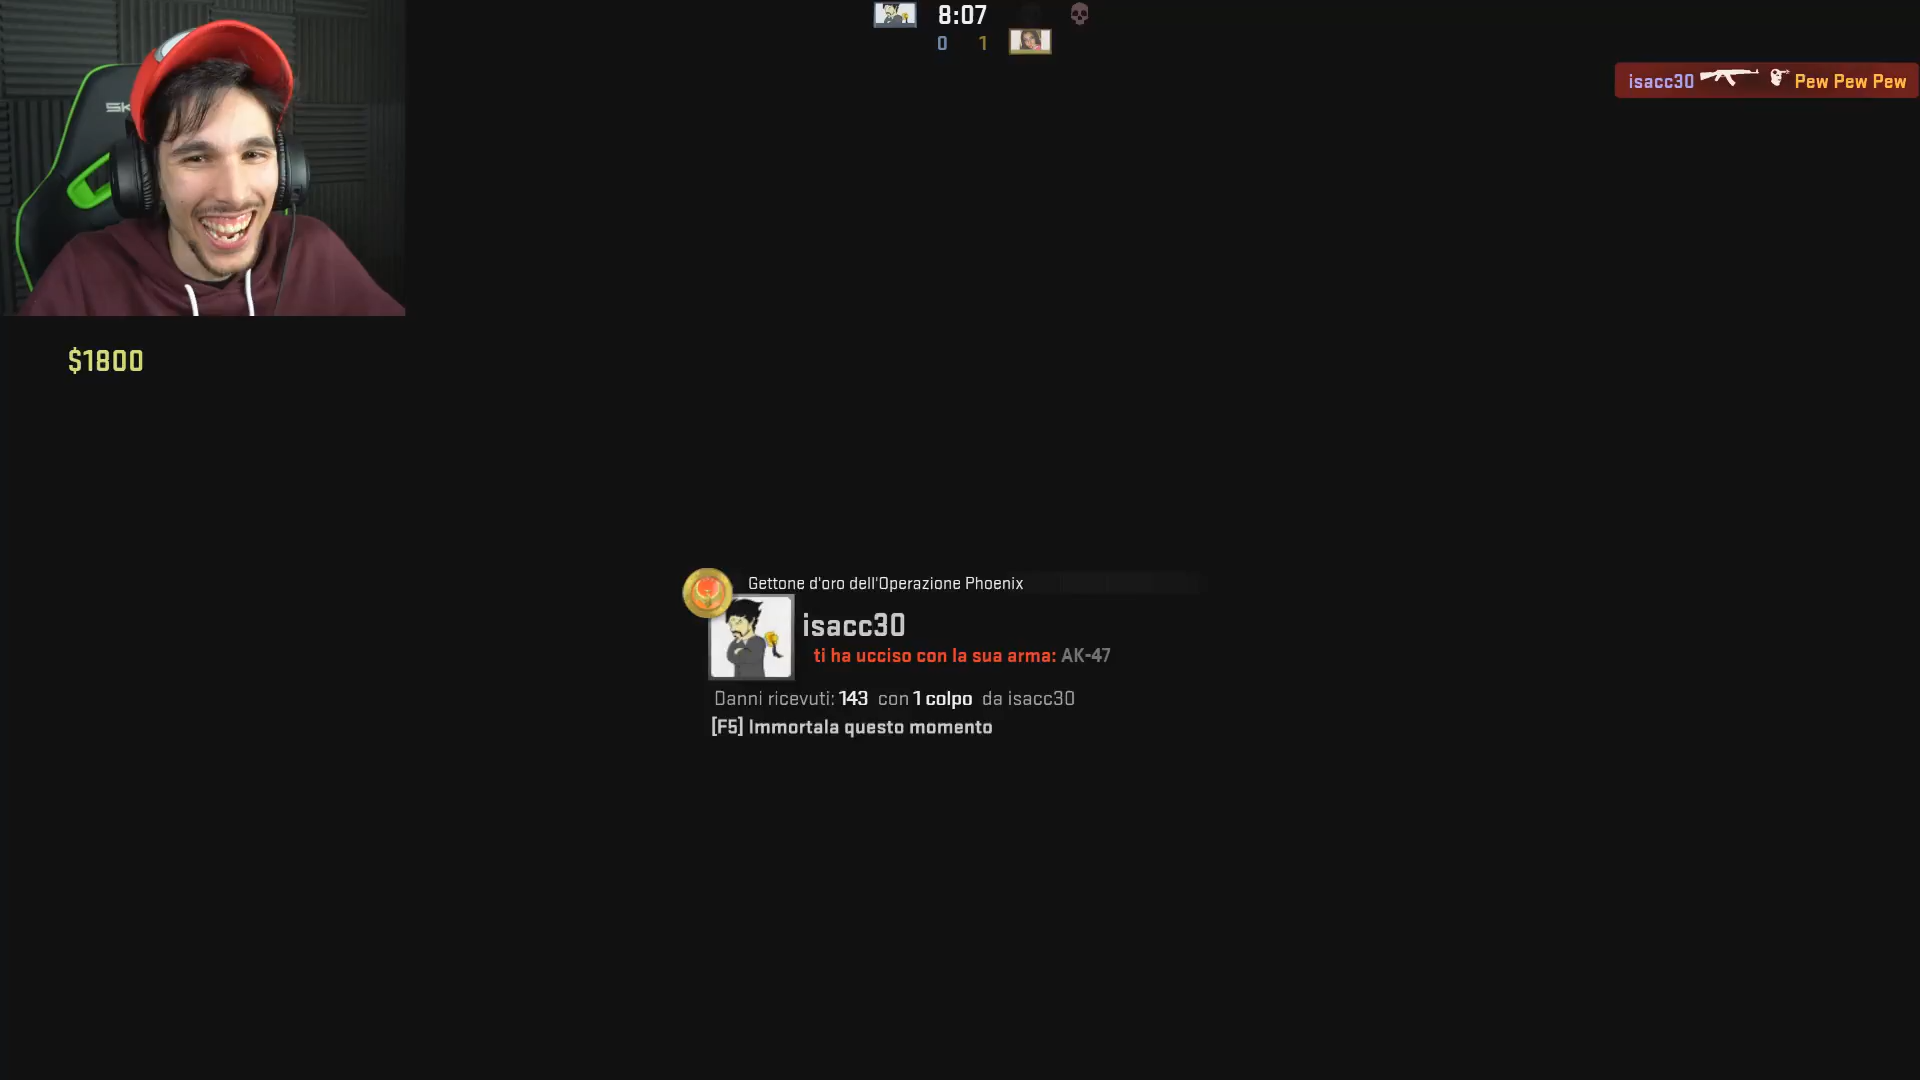 8:07
0 1
isacc30 Pew Pew Pew
SK
$1800
Gettone d'oro dell'Operazione Phoenix
isacc30
ti ha ucciso con la sua arma: AK-47
Danni ricevuti: 143 con 1 colpo da isacc30
[F5] Immortala questo momento